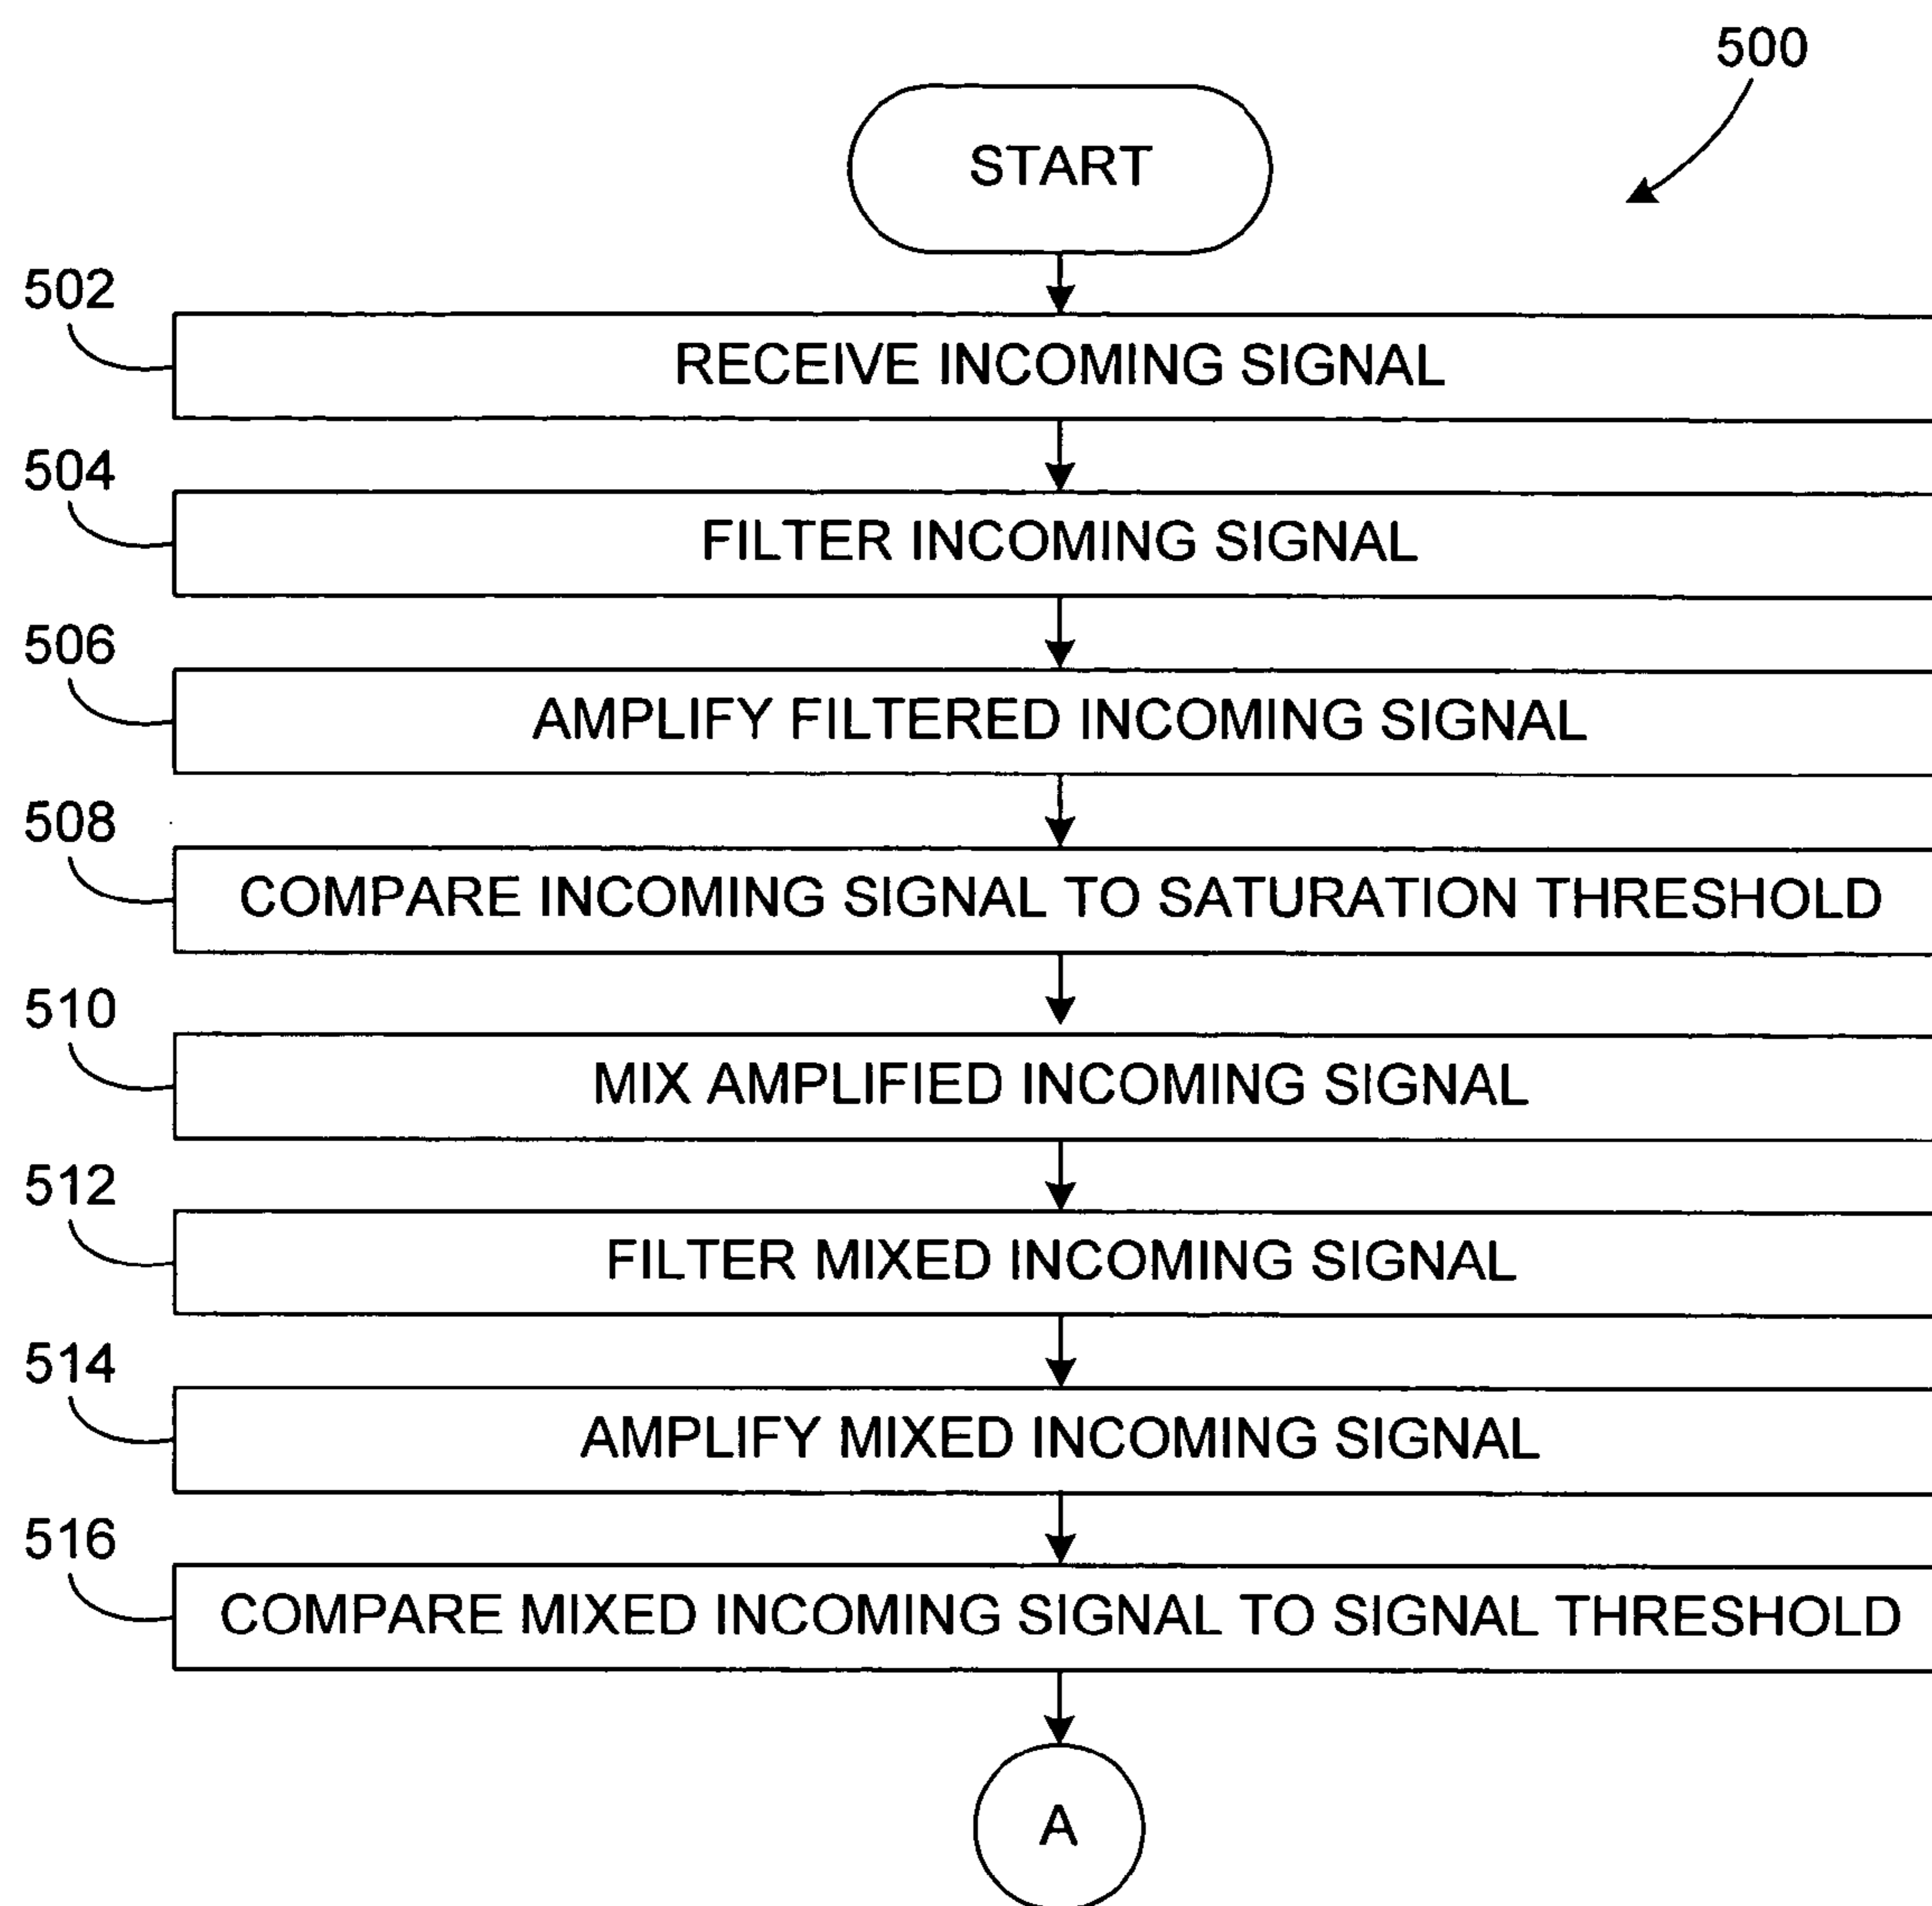 500
START
502
RECEIVE INCOMING SIGNAL
504
FILTER INCOMING SIGNAL
506
AMPLIFY FILTERED INCOMING SIGNAL
508
COMPARE INCOMING SIGNAL TO SATURATION THRESHOLD
510
MIX AMPLIFIED INCOMING SIGNAL
512
FILTER MIXED INCOMING SIGNAL
514
AMPLIFY MIXED INCOMING SIGNAL
516
COMPARE MIXED INCOMING SIGNAL TO SIGNAL THRESHOLD
A